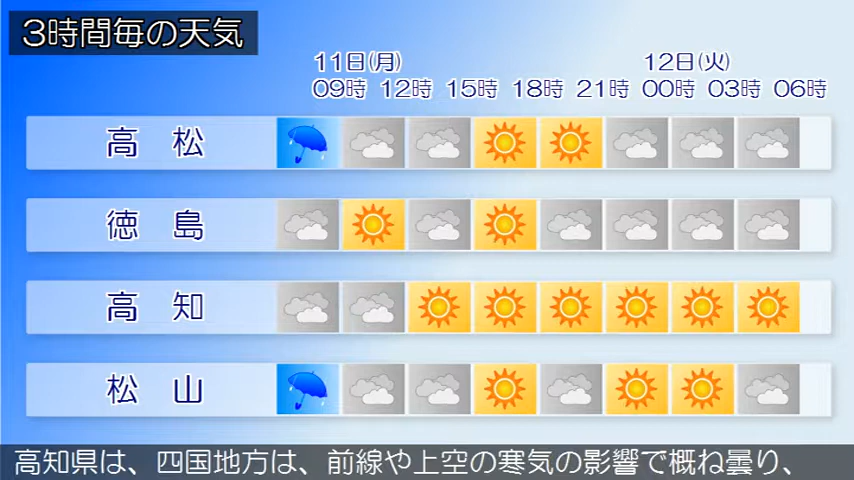 3時間毎の天気
11日(月) 12日(火)
09時 12時 15時 18時 21時 00時 03時 06時
高 松
徳 島
高 知
松 山
高知県は、四国地方は、前線や上空の寒気の影響で概ね曇り、